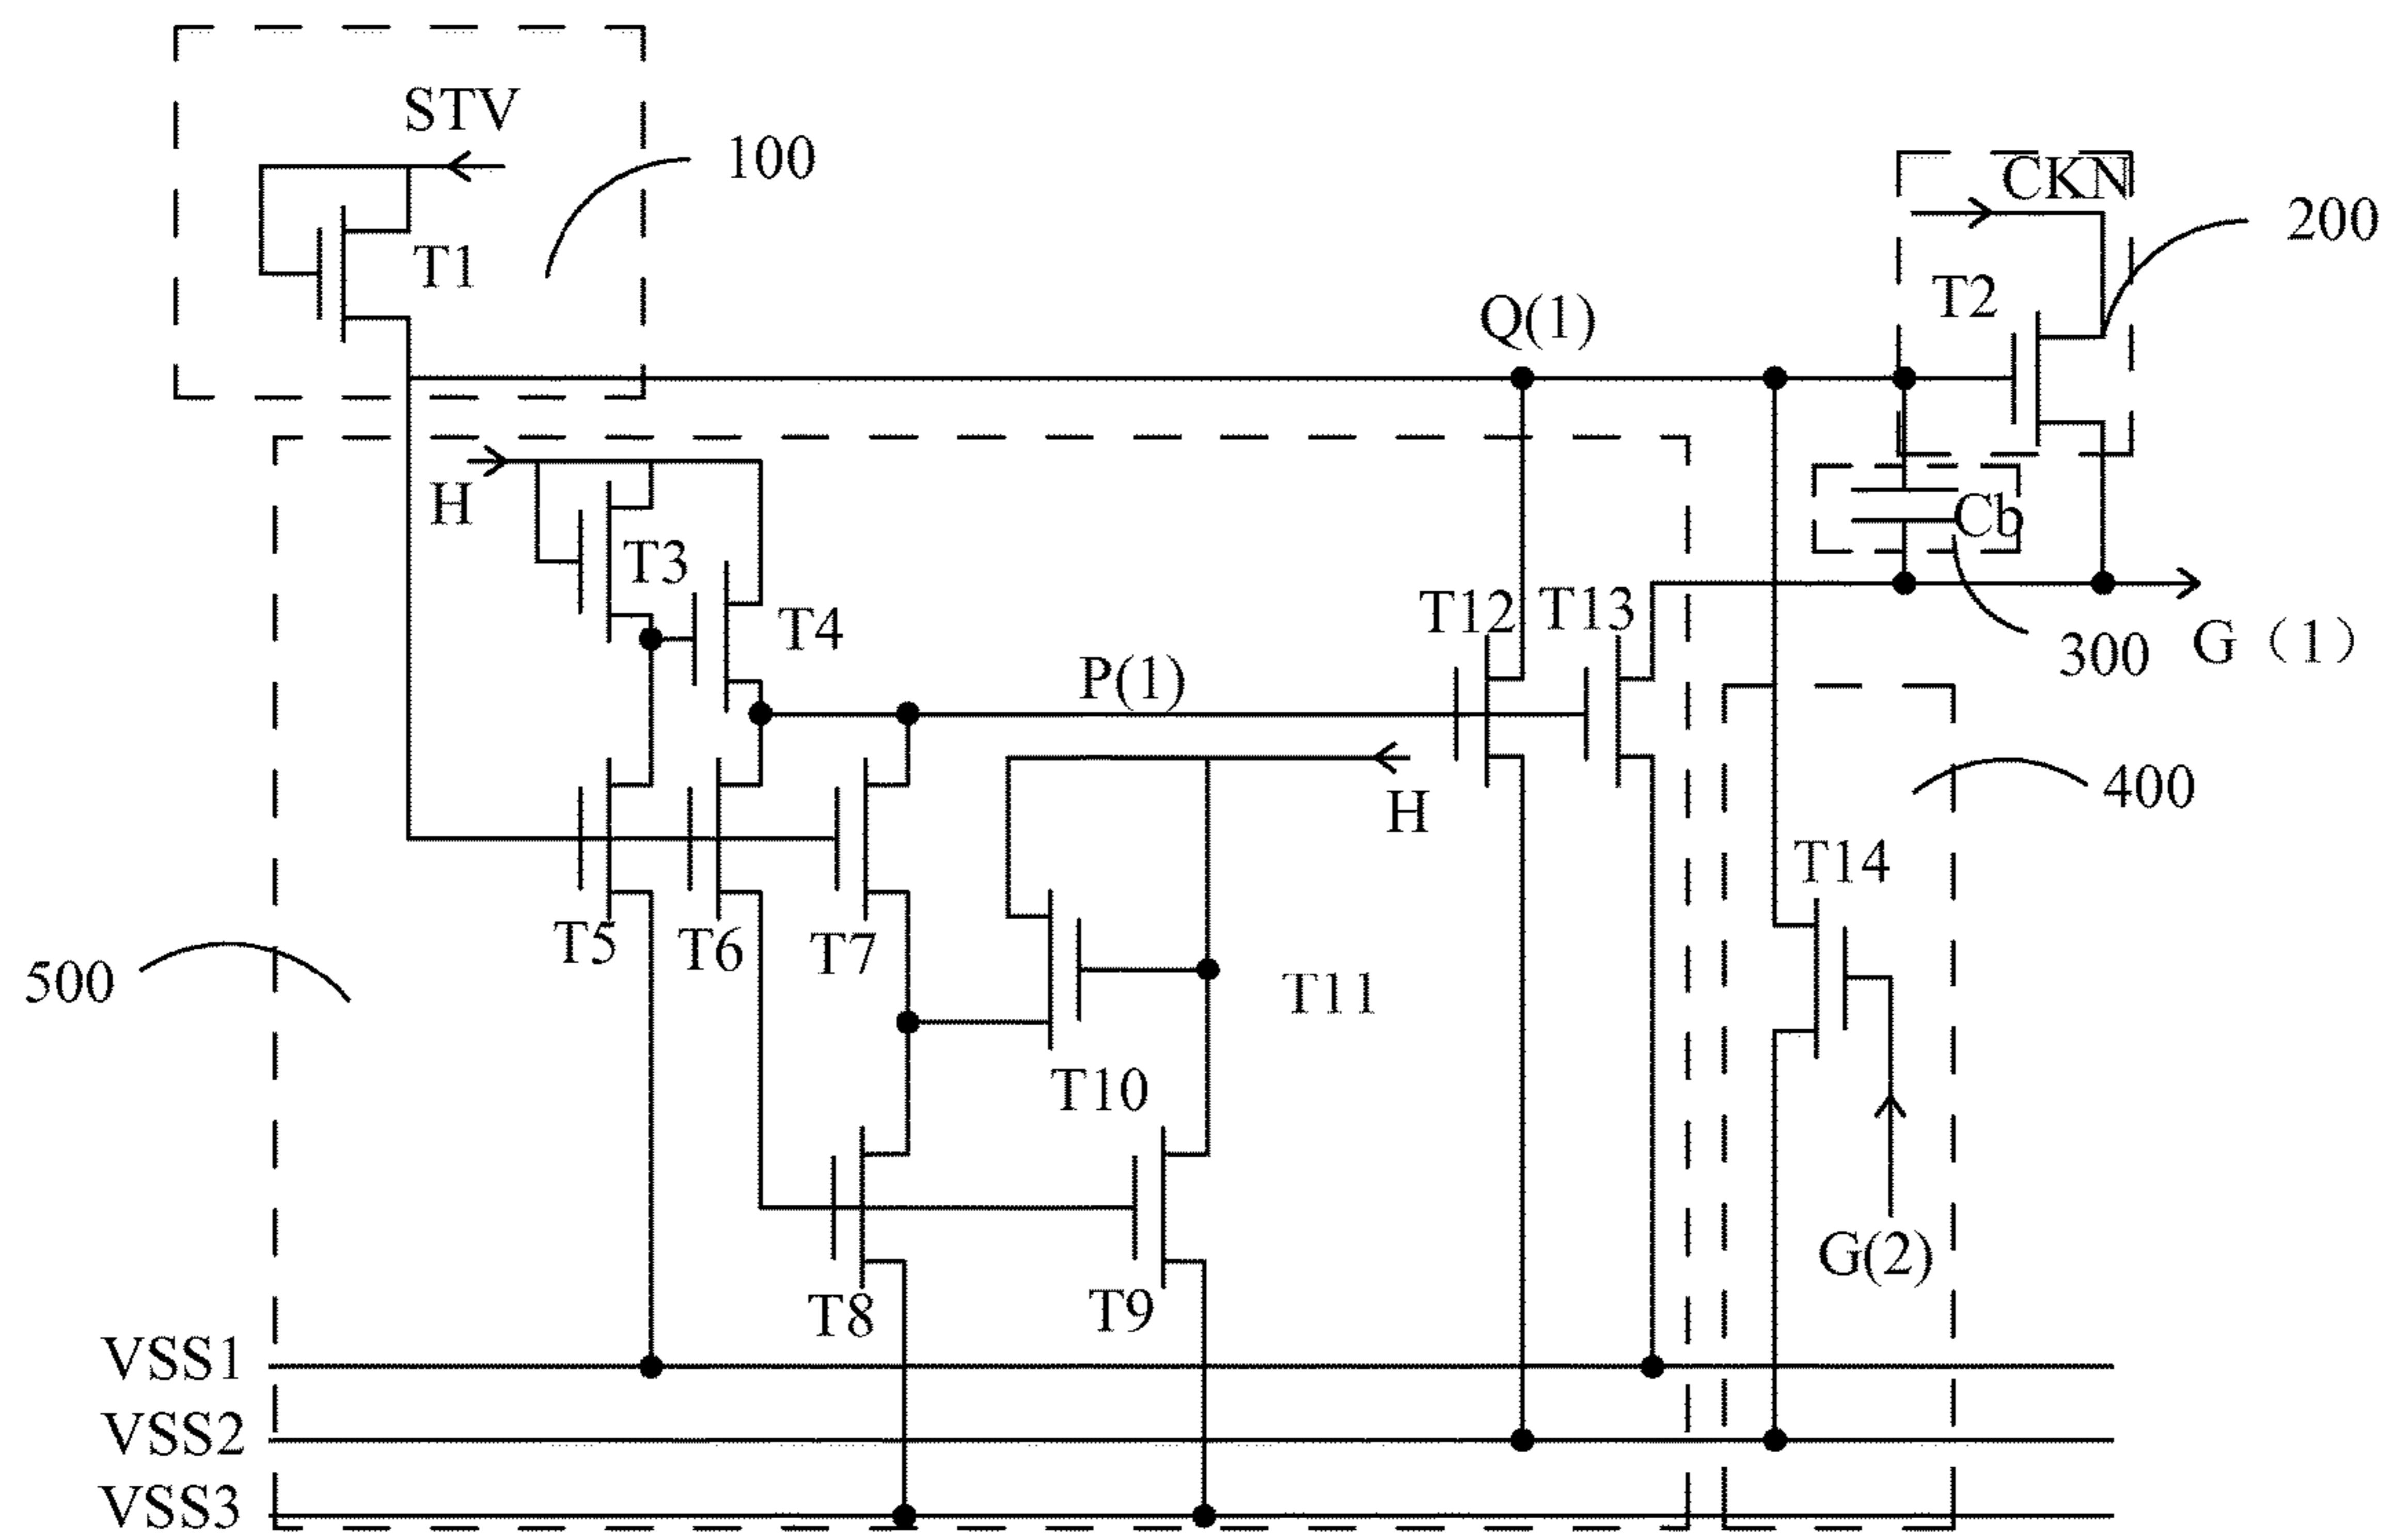 STV
100
CKN
200
T1
T2
Q(1)
H
Cb
T3
T4
T12
T13
300
G（1）
P(1)
400
H
T14
T5
T6
T7
500
T11
T10
G(2)
T8
T9
VSS1
VSS2
VSS3